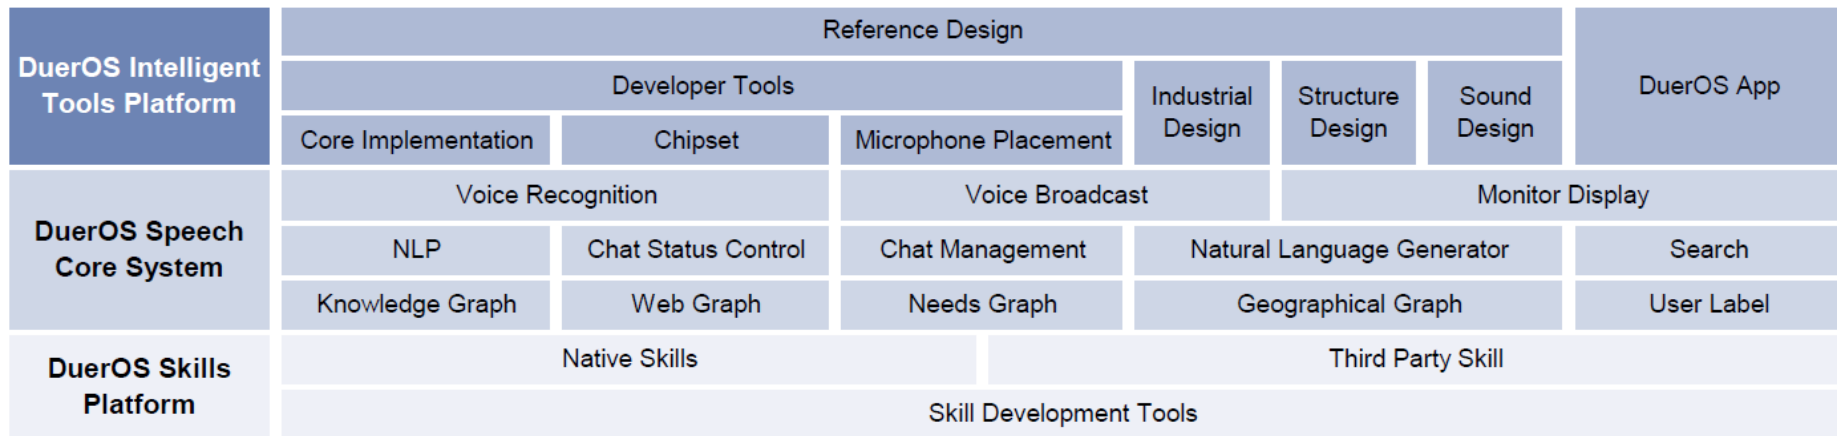 DuerOS Intelligent
Tools Platform
Reference Design
DuerOS App
Developer Tools
Industrial
Design
Structure
Design
Sound
Design
Core Implementation
Chipset
Microphone Placement
DuerOS Speech
Core System
Voice Recognition
Voice Broadcast
Monitor Display
NLP
Chat Status Control
Chat Management
Natural Language Generator
Search
Knowledge Graph
Web Graph
Needs Graph
Geographical Graph
User Label
DuerOS Skills
Platform
Native Skills
Third Party Skill
Skill Development Tools